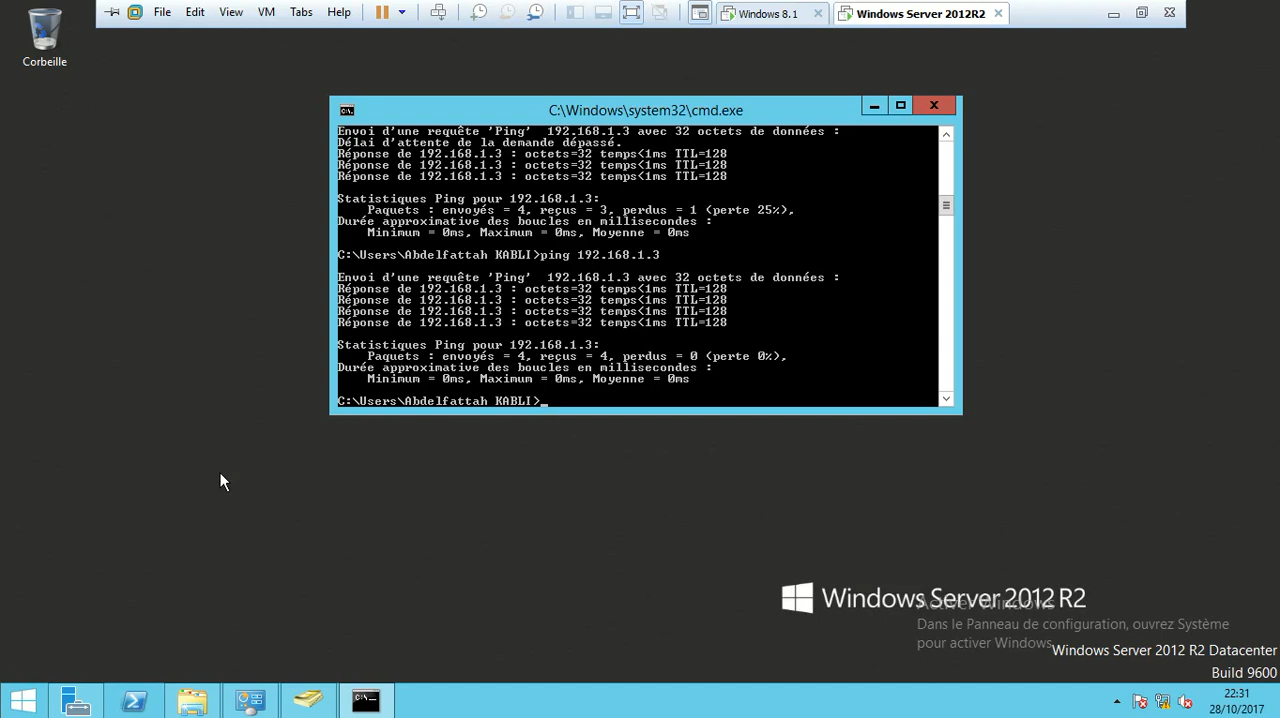 File Edit View VM Tabs Help
Windows 8.1
Windows Server 2012R2
Corbeille
C:\Windows\system32\cmd.exe
Envoi d'une requête 'Ping'  192.168.1.3 avec 32 octets de données :
Délai d'attente de la demande dépassé.
Réponse de 192.168.1.3 : octets=32 temps<1ms TTL=128
Réponse de 192.168.1.3 : octets=32 temps<1ms TTL=128
Réponse de 192.168.1.3 : octets=32 temps<1ms TTL=128
Statistiques Ping pour 192.168.1.3:
Paquets : envoyés = 4, reçus = 3, perdus = 1 (perte 25%),
Durée approximative des boucles en millisecondes :
Minimum = 0ms, Maximum = 0ms, Moyenne = 0ms
C:\Users\Abdelfattah KABLI>ping 192.168.1.3
Envoi d'une requête 'Ping'  192.168.1.3 avec 32 octets de données :
Réponse de 192.168.1.3 : octets=32 temps<1ms TTL=128
Réponse de 192.168.1.3 : octets=32 temps<1ms TTL=128
Réponse de 192.168.1.3 : octets=32 temps<1ms TTL=128
Réponse de 192.168.1.3 : octets=32 temps<1ms TTL=128
Statistiques Ping pour 192.168.1.3:
Paquets : envoyés = 4, reçus = 4, perdus = 0 (perte 0%),
Durée approximative des boucles en millisecondes :
Minimum = 0ms, Maximum = 0ms, Moyenne = 0ms
C:\Users\Abdelfattah KABLI>_
Windows Server 2012 R2
Activer Windows
Dans le Panneau de configuration, ouvrez Système
pour activer Windows.
Windows Server 2012 R2 Datacenter
Build 9600
22:31
28/10/2017